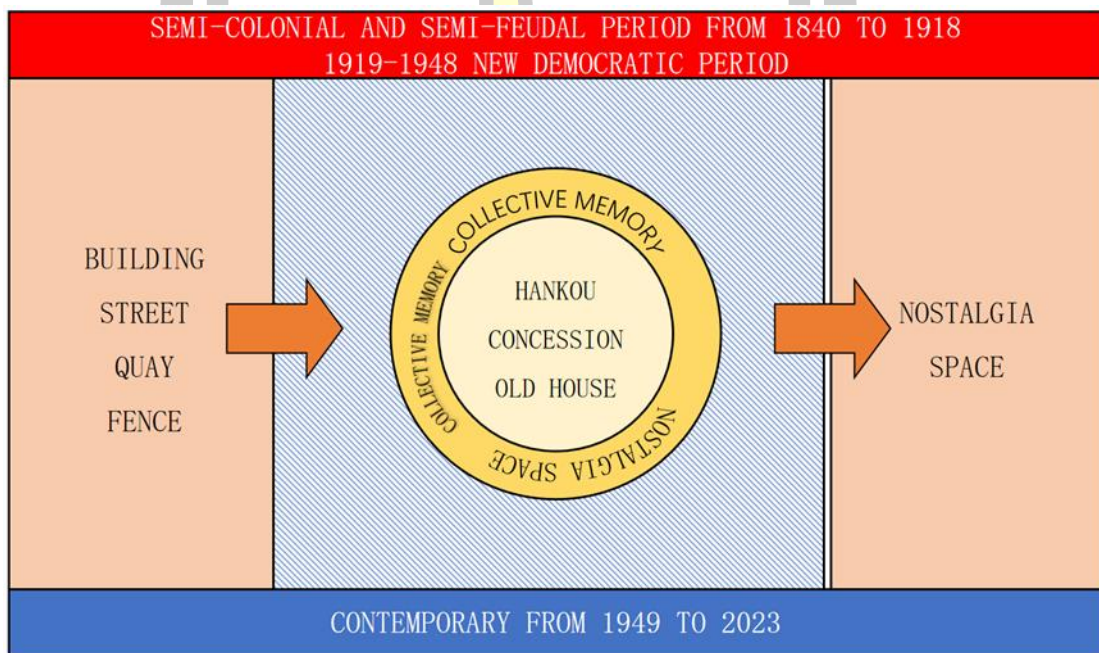 SEMI-COLONIAL AND SEMI-FEUDAL PERIOD FROM 1840 TO 1918
1919-1948 NEW DEMOCRATIC PERIOD
BUILDING
STREET
QUAY
FENCE
COLLECTIVE MEMORY
COLLECTIVE MEMORY
NOSTALGIA SPACE
HANKOU
CONCESSION
OLD HOUSE
NOSTALGIA
SPACE
CONTEMPORARY FROM 1949 TO 2023